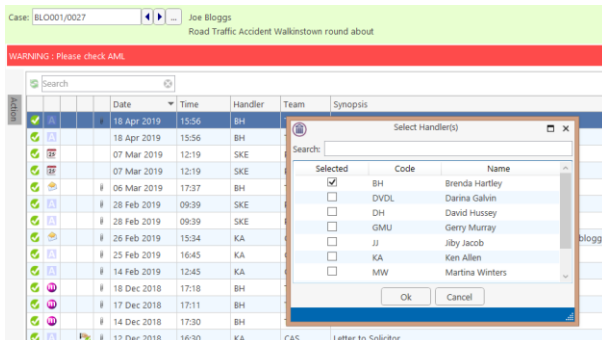 Case: BLO001/0027 ... Joe Bloggs
Road Traffic Accident Walkinstown round about
WARNING : Please check AML
Action
Search
Date Time Handler Team Synopsis
18 Apr 2019 15:56 BH
18 Apr 2019 15:56 BH
07 Mar 2019 12:19 SKE
07 Mar 2019 12:19 SKE
06 Mar 2019 17:37 BH
28 Feb 2019 09:39 SKE
28 Feb 2019 09:39 SKE
26 Feb 2019 15:34 KA blogg
25 Feb 2019 16:45 KA
14 Feb 2019 12:45 KA
18 Dec 2018 17:18 BH
17 Dec 2018 17:11 BH
14 Dec 2018 17:30 BH
12 Dec 2018 16:30 KA CAS Letter to Solicitor
Select Handler(s)
Search:
Selected Code Name
BH Brenda Hartley
DVDL Darina Galvin
DH David Hussey
GMU Gerry Murray
JJ Jiby Jacob
KA Ken Allen
MW Martina Winters
Ok Cancel